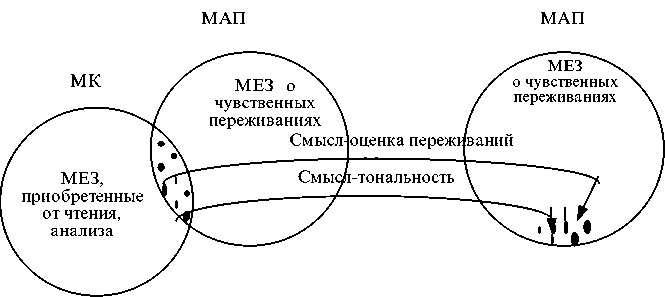 МАП
МАП
МК
МЕЗ о
чувственных
переживаниях
МЕЗ
о чувственных
переживаниях
Смысл-оценка переживаний
Смысл-тональность
МЕЗ,
приобретенные
от чтения,
анализа